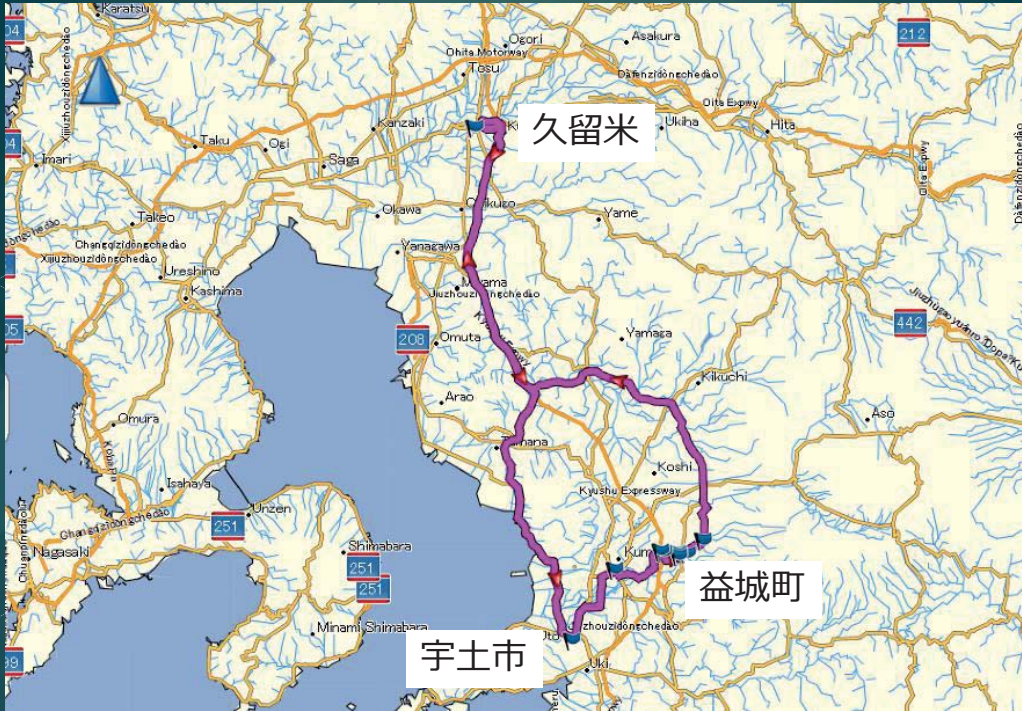 Karatsu
Ogori
Asakura
212
Ohita Motorway
Tosu
Oita Expwy
Hita
久留米
Ukiha
Kanzaki
Taku
Ogi
Saga
Imari
Okawa
Yame
Takeo
Yanagawa
Ureshino
Kashima
Omuta
208
Yamaga
442
Kikuchi
Arao
Aso
Omura
Koshi
Isahaya
Kyushu Expressway
Unzen
251
Nagasaki
Shimabara
251
251
益城町
Minami Shimabara
宇土市
Uki